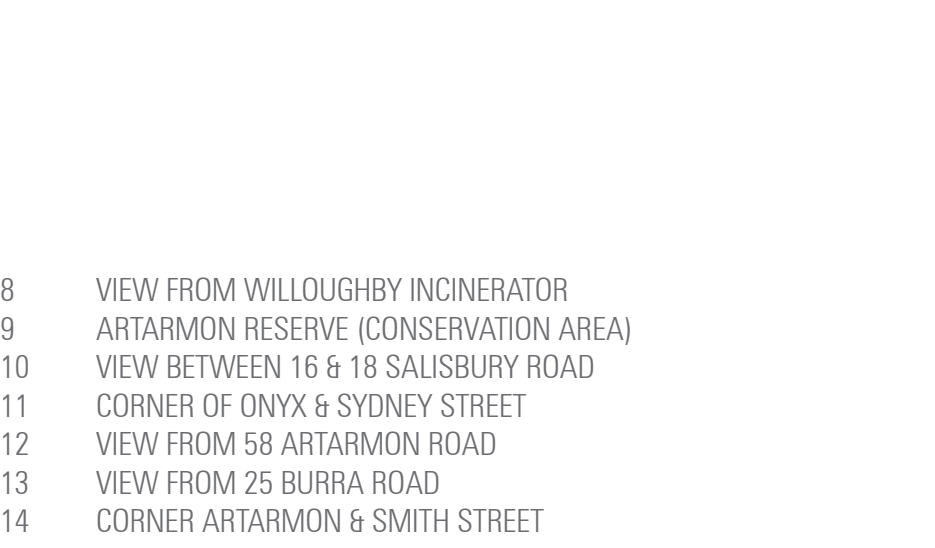 8 VIEW FROM WILLOUGHBY INCINERATOR
9 ARTARMON RESERVE (CONSERVATION AREA)
10 VIEW BETWEEN 16 & 18 SALISBURY ROAD
11 CORNER OF ONYX & SYDNEY STREET
12 VIEW FROM 58 ARTARMON ROAD
13 VIEW FROM 25 BURRA ROAD
14 CORNER ARTARMON & SMITH STREET